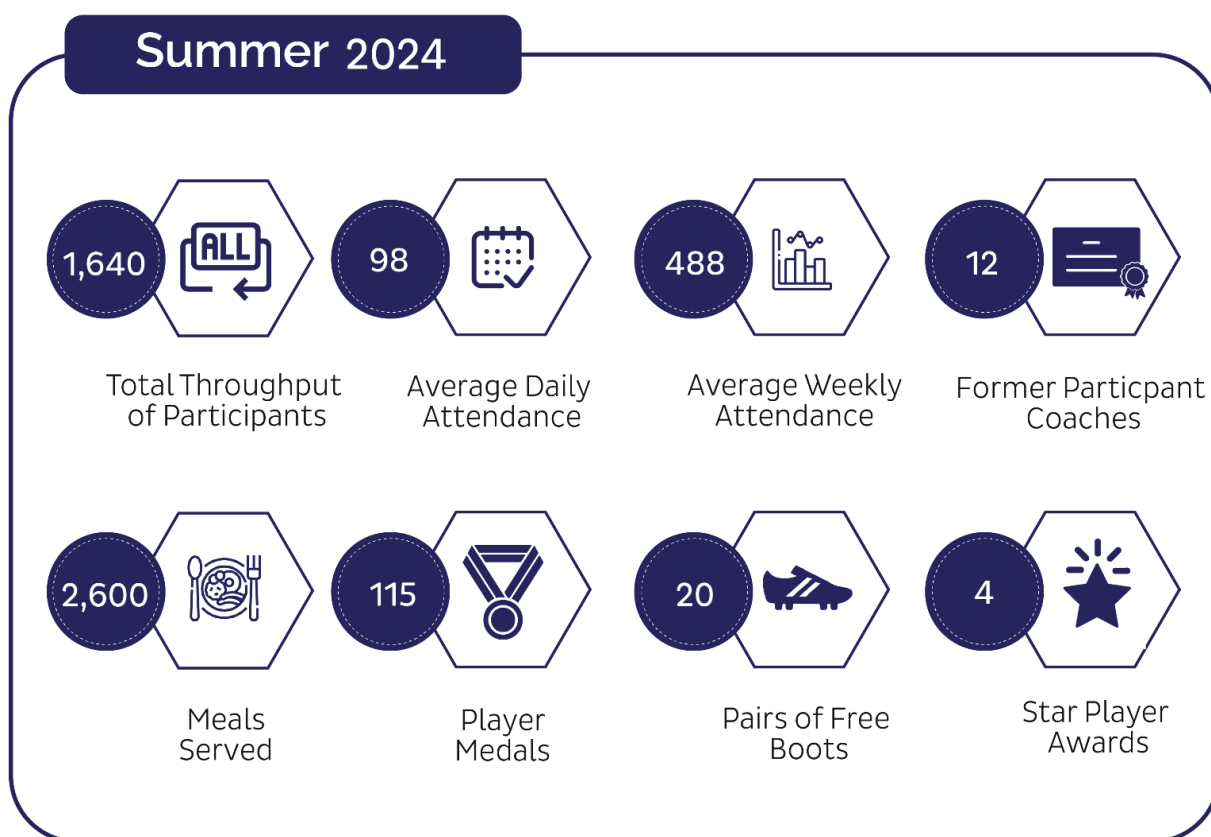 Summer 2024
1,640
ALL
98
488
12
Total Throughput
of Participants
Average Daily
Attendance
Average Weekly
Attendance
Former Particpant
Coaches
2,600
115
20
4
Meals
Served
Player
Medals
Pairs of Free
Boots
Star Player
Awards